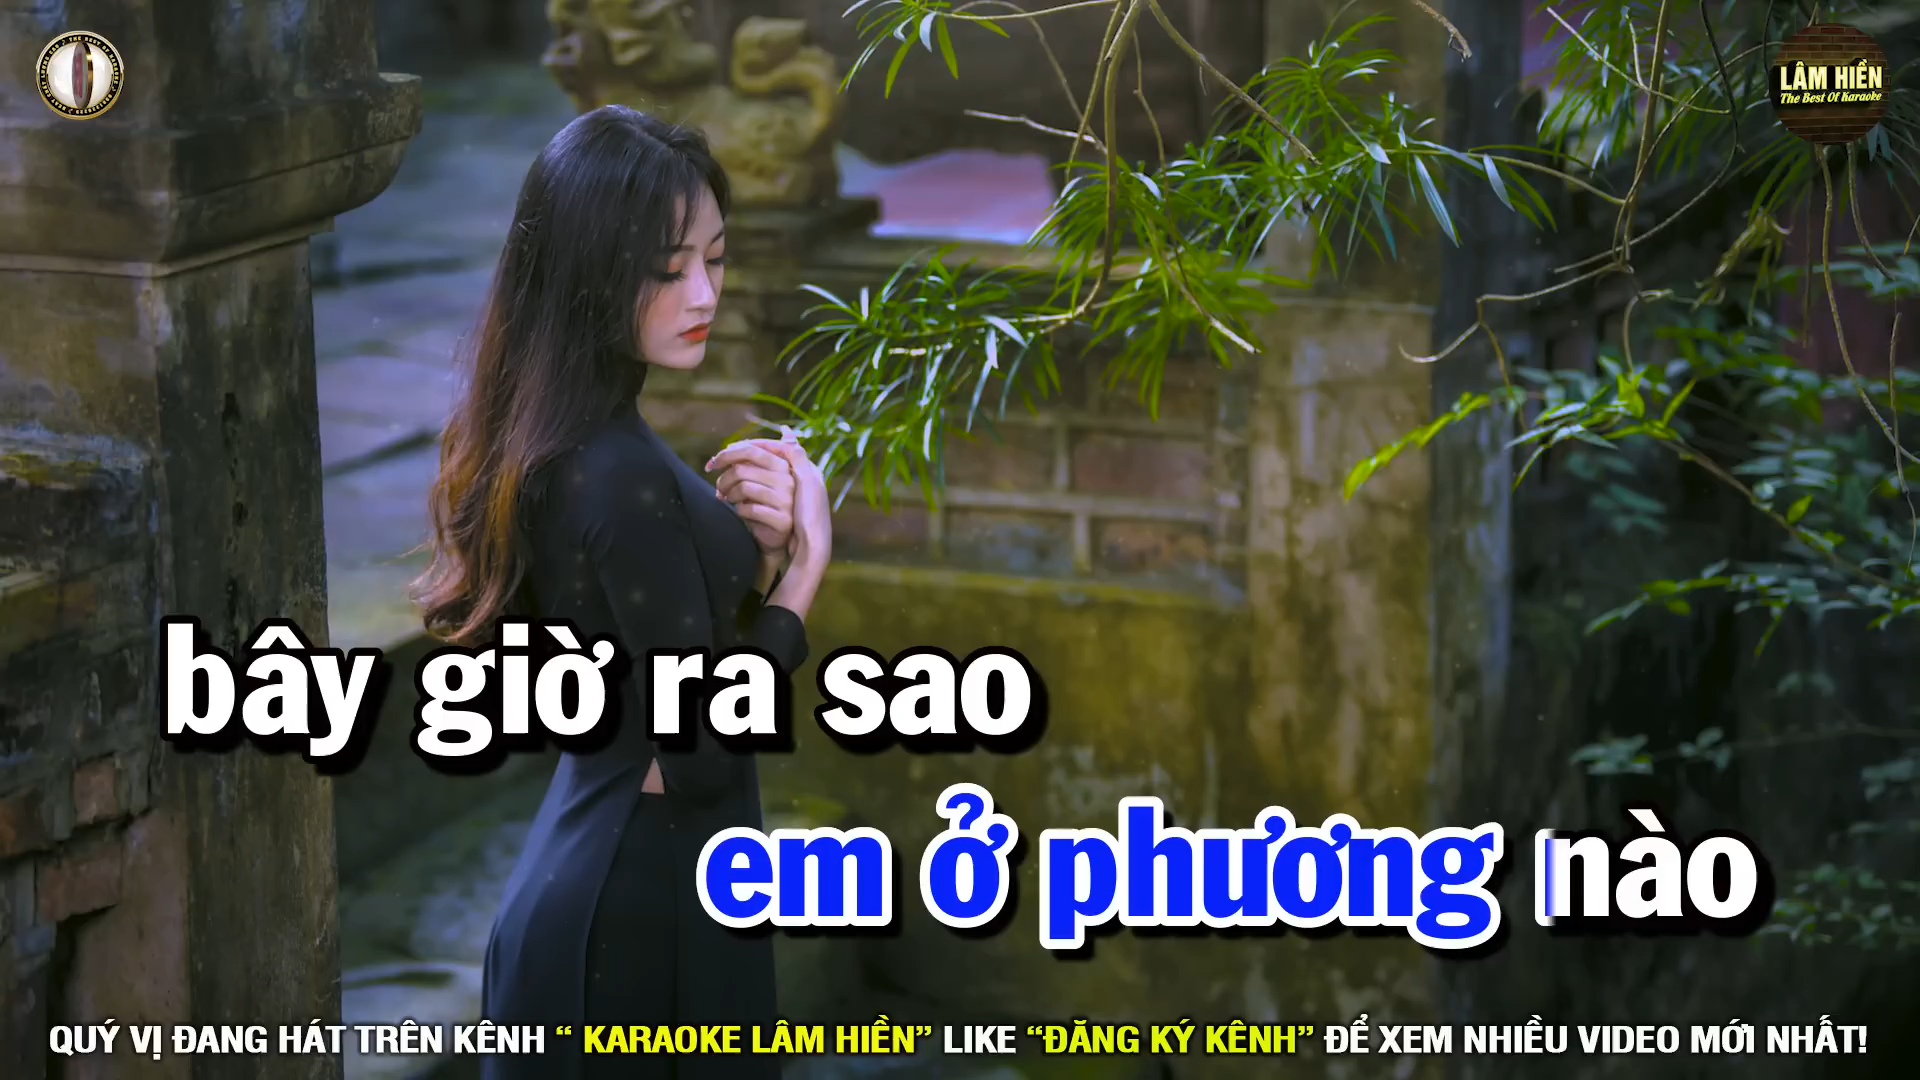 LÂM HIỀN
The Best Of Karaoke
bây giờ ra sao
em ở phương nào
QUÝ VỊ ĐANG HÁT TRÊN KÊNH “ KARAOKE LÂM HIỀN” LIKE “ĐĂNG KÝ KÊNH” ĐỂ XEM NHIỀU VIDEO MỚI NHẤT!